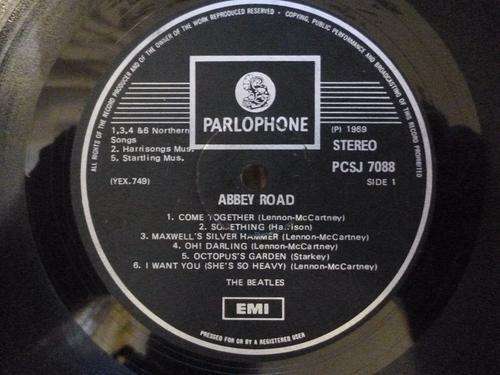 ALL RIGHTS OF THE RECORD PRODUCER AND OF THE OWNER OF THE WORK REPRODUCED RESERVED - COPYING, PUBLIC PERFORMANCE AND BROADCASTING OF THIS RECORD PROHIBITED
PARLOPHONE
1,3,4 &6 Northern
Songs
2. Harrisongs Mus.
5. Startling Mus.
(YEX.749)
(P) 1969
STEREO
PCSJ 7088
SIDE 1
ABBEY ROAD
1. COME TOGETHER (Lennon-McCartney)
2. SOMETHING (Harrison)
3. MAXWELL'S SILVER HAMMER (Lennon-McCartney)
4. OH! DARLING (Lennon-McCartney)
5. OCTOPUS'S GARDEN (Starkey)
6. I WANT YOU (SHE'S SO HEAVY) (Lennon-McCartney)
THE BEATLES
EMI
PRESSED FOR OR BY A REGISTERED USER